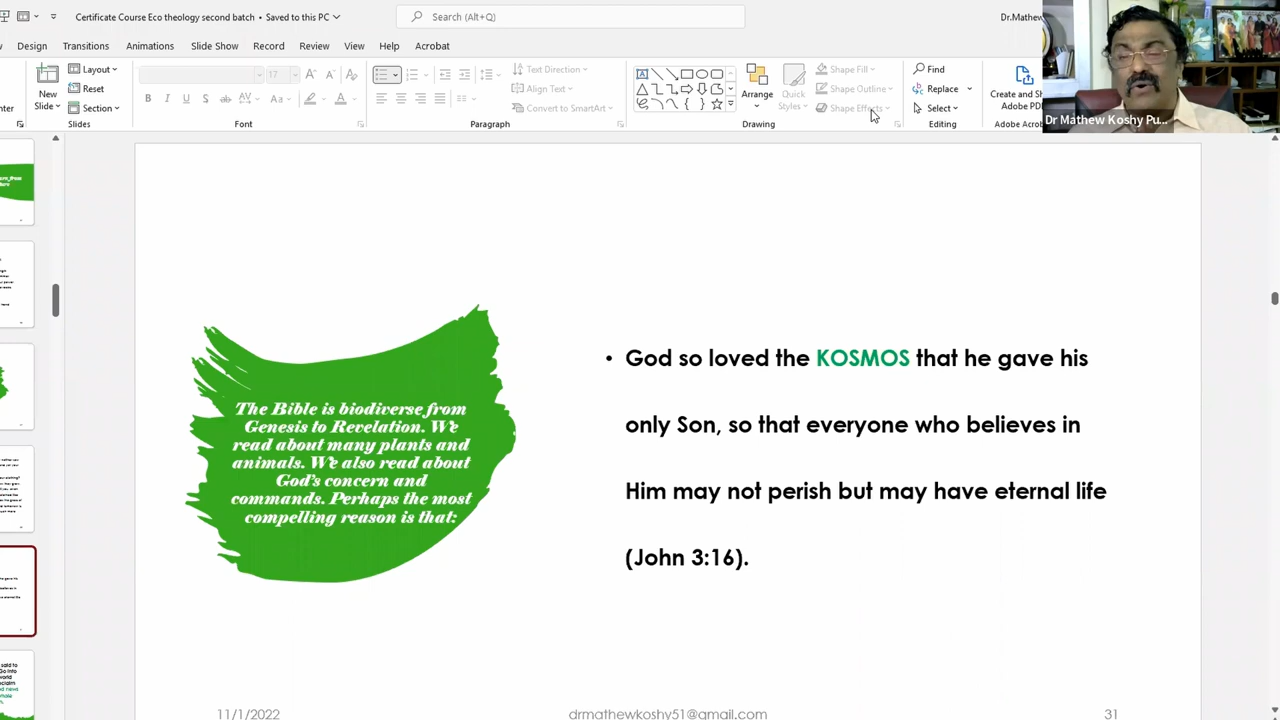 Certificate Course Eco theology second batch • Saved to this PC
Search (Alt+Q)
Dr.Mathew
Design Transitions Animations Slide Show Record Review View Help Acrobat
New Slide
Layout
Reset
Section
Slides
17
Font
Paragraph
Text Direction
Align Text
Convert to SmartArt
Arrange
Quick Styles
Shape Fill
Shape Outline
Shape Effects
Drawing
Find
Replace
Select
Editing
Create and Sh
Adobe PDF
Adobe Acro
Dr Mathew Koshy Pu...
The Bible is biodiverse from
Genesis to Revelation. We
read about many plants and
animals. We also read about
God's concern and
commands. Perhaps the most
compelling reason is that:
• God so loved the KOSMOS that he gave his
only Son, so that everyone who believes in
Him may not perish but may have eternal life
(John 3:16).
11/1/2022
drmathewkoshy51@gmail.com
31